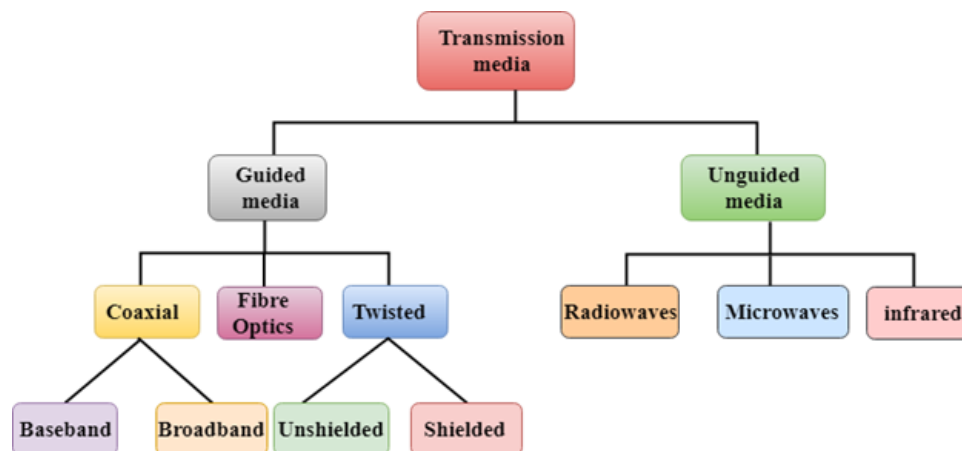 Transmission
media
Guided
media
Unguided
media
Coaxial
Fibre
Optics
Twisted
Radiowaves
Microwaves
infrared
Baseband
Broadband
Unshielded
Shielded